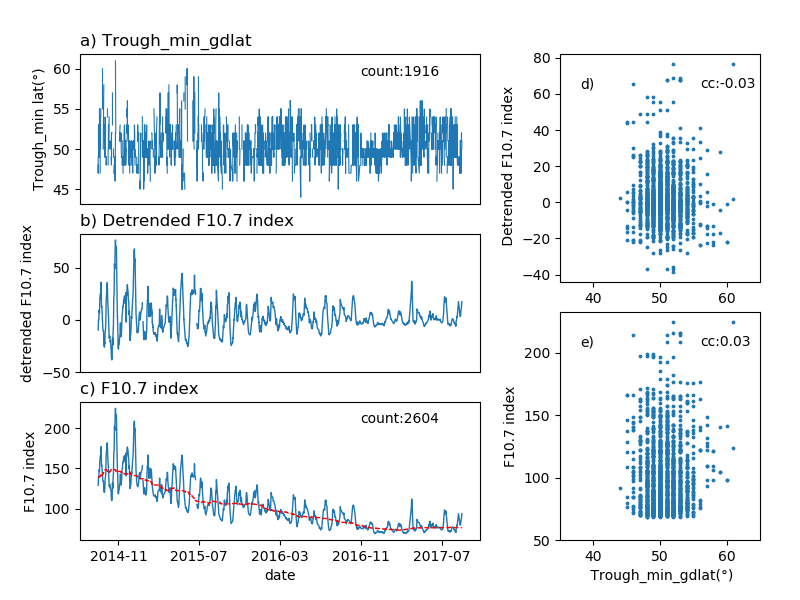 a) Trough_min_gdlat
count:1916
Trough_min lat(°)
60
55
50
45
b) Detrended F10.7 index
detrended F10.7 index
50
0
−50
c) F10.7 index
count:2604
F10.7 index
200
150
100
2014-11 2015-07 2016-03 2016-11 2017-07
date
d)
cc:-0.03
Detrended F10.7 index
80
60
40
20
0
−20
−40
40 50 60
e)
cc:0.03
F10.7 index
200
150
100
50
40 50 60
Trough_min_gdlat(°)